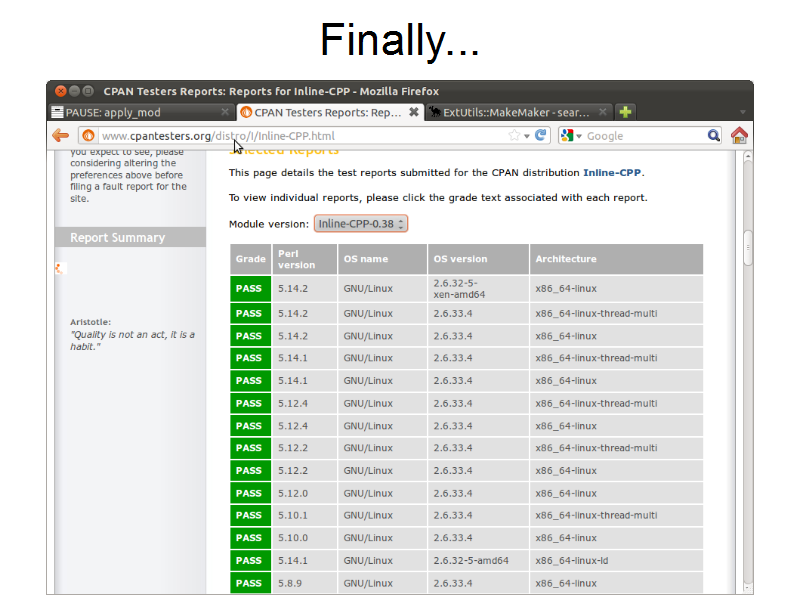 Finally...
CPAN Testers Reports: Reports for Inline-CPP - Mozilla Firefox
PAUSE: apply_mod
CPAN Testers Reports: Rep...
ExtUtils::MakeMaker - sear...
www.cpantesters.org/distro/I/Inline-CPP.html
Google
you expect to see, please
considering altering the
preferences above before
filing a fault report for the
site.
Report Summary
Aristotle:
"Quality is not an act, it is a
habit."
Selected Reports
This page details the test reports submitted for the CPAN distribution Inline-CPP.
To view individual reports, please click the grade text associated with each report.
Module version: Inline-CPP-0.38
Grade Perl version OS name OS version Architecture
PASS 5.14.2 GNU/Linux 2.6.32-5-xen-amd64 x86_64-linux
PASS 5.14.2 GNU/Linux 2.6.33.4 x86_64-linux-thread-multi
PASS 5.14.2 GNU/Linux 2.6.33.4 x86_64-linux
PASS 5.14.1 GNU/Linux 2.6.33.4 x86_64-linux-thread-multi
PASS 5.14.1 GNU/Linux 2.6.33.4 x86_64-linux
PASS 5.12.4 GNU/Linux 2.6.33.4 x86_64-linux-thread-multi
PASS 5.12.4 GNU/Linux 2.6.33.4 x86_64-linux
PASS 5.12.2 GNU/Linux 2.6.33.4 x86_64-linux-thread-multi
PASS 5.12.2 GNU/Linux 2.6.33.4 x86_64-linux
PASS 5.12.0 GNU/Linux 2.6.33.4 x86_64-linux
PASS 5.10.1 GNU/Linux 2.6.33.4 x86_64-linux-thread-multi
PASS 5.10.0 GNU/Linux 2.6.33.4 x86_64-linux
PASS 5.14.1 GNU/Linux 2.6.32-5-amd64 x86_64-linux-ld
PASS 5.8.9 GNU/Linux 2.6.33.4 x86_64-linux